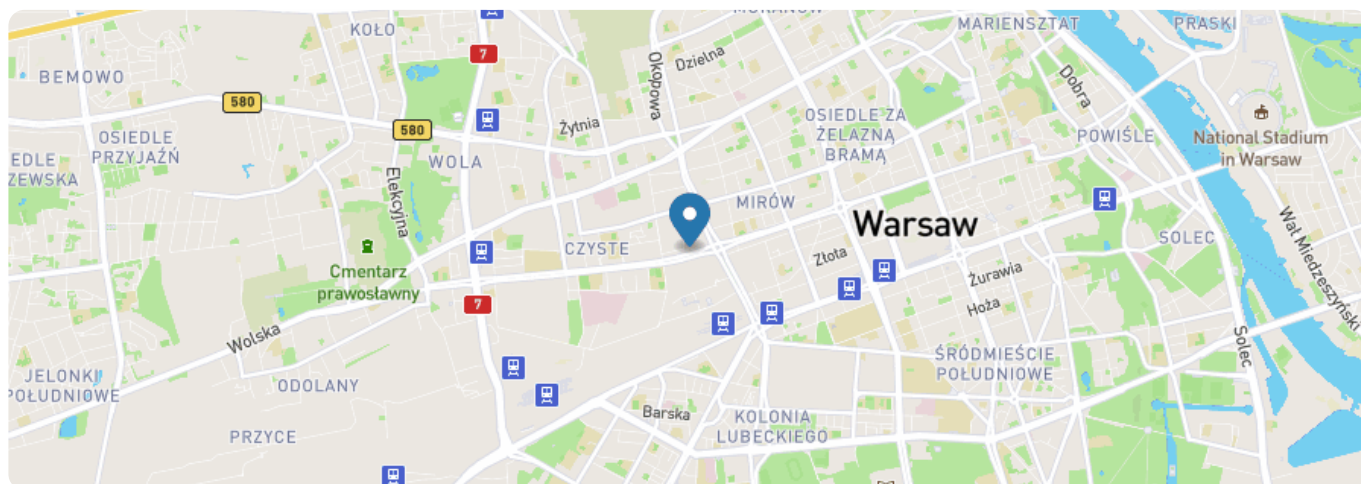 KOŁO
MARIENSZTAT
PRASKI
7
Okopowa
Dzielna
BEMOWO
Dobra
580
580
Żytnia
OSIEDLE ZA
ŻELAZNĄ
BRAMĄ
POWIŚLE
National Stadium
in Warsaw
OSIEDLE
PRZYJAŹŃ
EDLE
ZEWSKA
WOLA
Elekcyjna
MIRÓW
Warsaw
SOLEC
Wał Miedzeszyński
CZYSTE
Złota
Żurawia
Cmentarz
prawosławny
7
Hoża
Wolska
Solec
ŚRÓDMIEŚCIE
POŁUDNIOWE
JELONKI
POŁUDNIOWE
ODOLANY
Barska
KOLONIA
LUBECKIEGO
PRZYCE